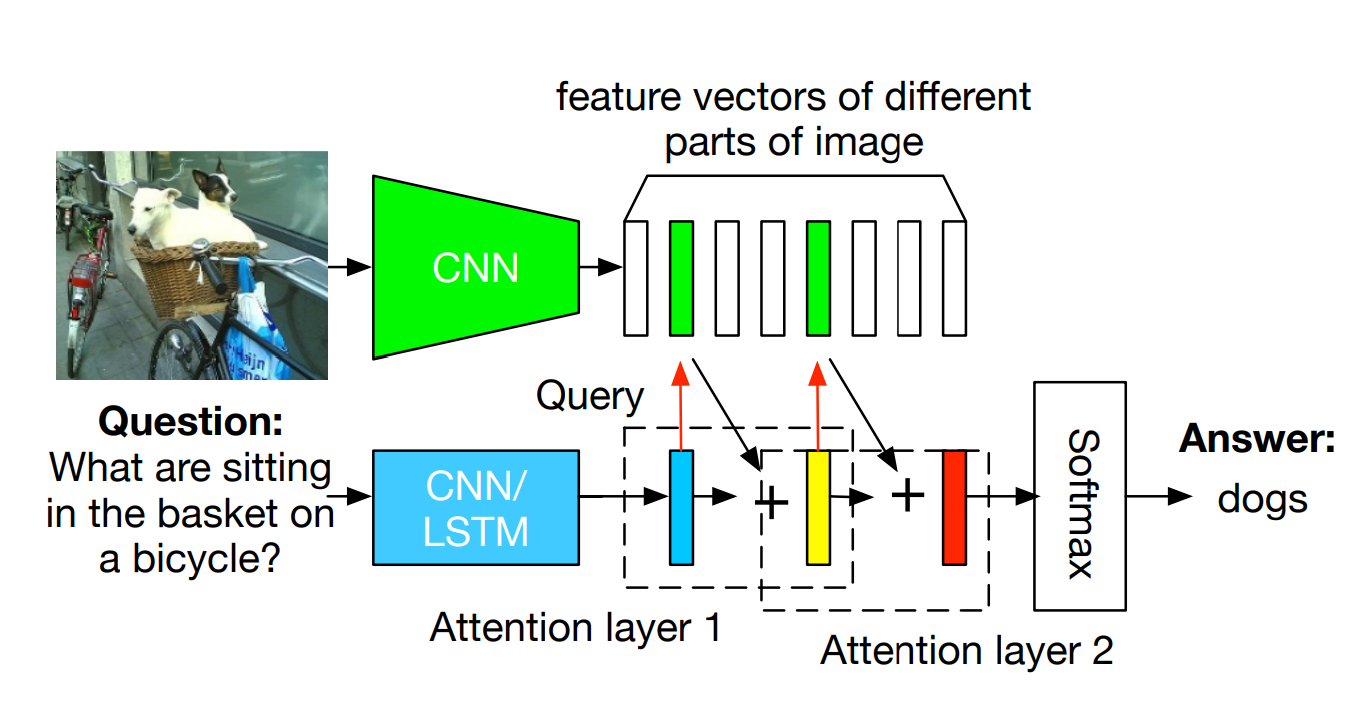 feature vectors of different
parts of image
CNN
Query
Question:
What are sitting
in the basket on
a bicycle?
CNN/
LSTM
+
+
Softmax
Answer:
dogs
Attention layer 1
Attention layer 2